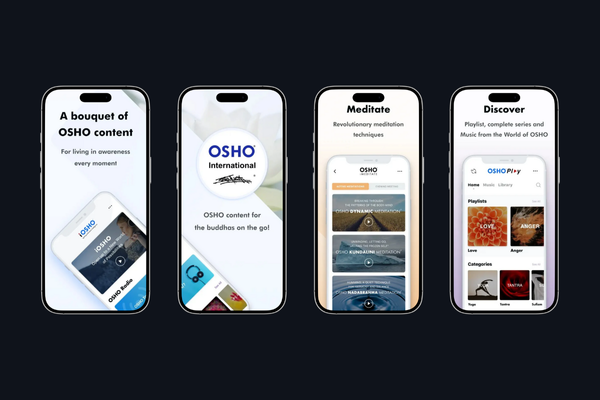 A bouquet of
OSHO content
For living in awareness
every moment
iOSHO
iOSHO
OSHO Radio
OSHO
International
OSHO content for
the buddhas on the go!
Meditate
Revolutionary meditation
techniques
OSHO
OSHO DYNAMIC MEDITATION
OSHO KUNDALINI MEDITATION
OSHO NADABRAHMA MEDITATION
Discover
Playlist, complete series and
Music from the World of OSHO
OSHO Play
Home Music Library
Playlists
LOVE
ANGER
Love Anger
Categories
TANTRA
Yoga Tantra Sufism